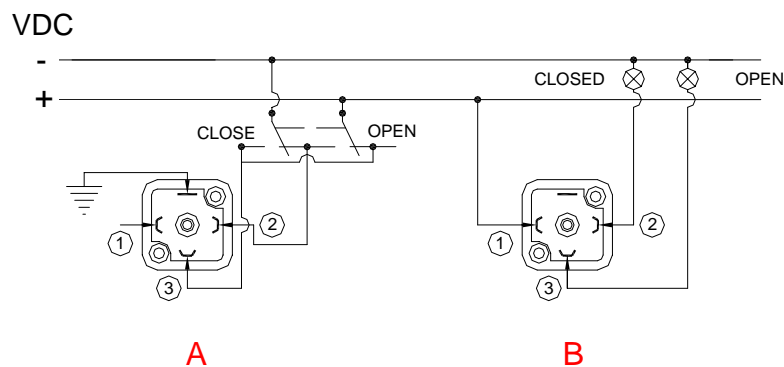 VDC
-
CLOSED OPEN
+
CLOSE OPEN
1 2 1 2
3 3
A B